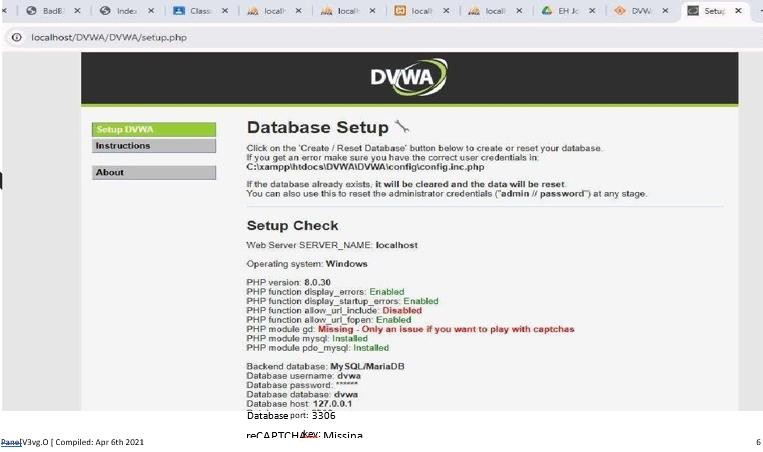 BadB
Index
Class
localh
localh
localh
localh
EH Jo
DVW
Setup
localhost/DVWA/DVWA/setup.php
DVWA
Setup DVWA
Instructions
About
Database Setup
Click on the 'Create / Reset Database' button below to create or reset your database.
If you get an error make sure you have the correct user credentials in:
C:\xampp\htdocs\DVWA\DVWA\config\config.inc.php
If the database already exists, it will be cleared and the data will be reset.
You can also use this to reset the administrator credentials ("admin // password") at any stage.
Setup Check
Web Server SERVER_NAME: localhost
Operating system: Windows
PHP version: 8.0.30
PHP function display_errors: Enabled
PHP function display_startup_errors: Enabled
PHP function allow_url_include: Disabled
PHP function allow_url_fopen: Enabled
PHP module gd: Missing - Only an issue if you want to play with captchas
PHP module mysql: Installed
PHP module pdo_mysql: Installed
Backend database: MySQL/MariaDB
Database username: dvwa
Database password: ******
Database database: dvwa
Database host: 127.0.0.1
Database port: 3306
reCAPTCHA key: Missing
Panel V3vg.O [ Compiled: Apr 6th 2021
6